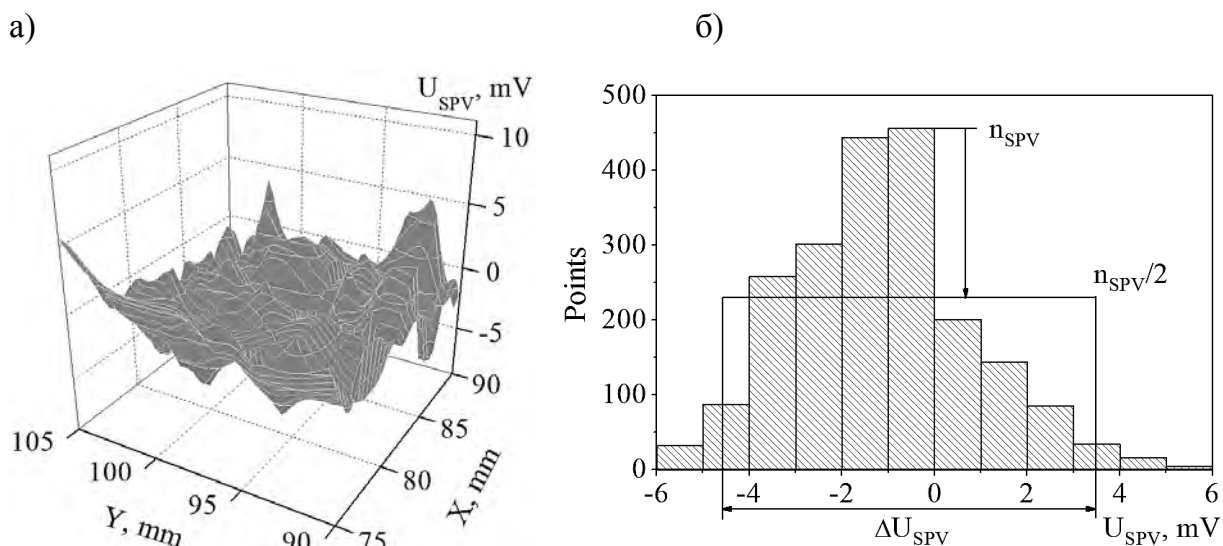 а)
U_SPV, mV
10
5
0
-5
90
85
80
75
X, mm
105
100
95
90
Y, mm
б)
500
400
300
200
100
0
Points
n_SPV
n_SPV/2
-6
-4
-2
0
2
4
6
ΔU_SPV
U_SPV, mV